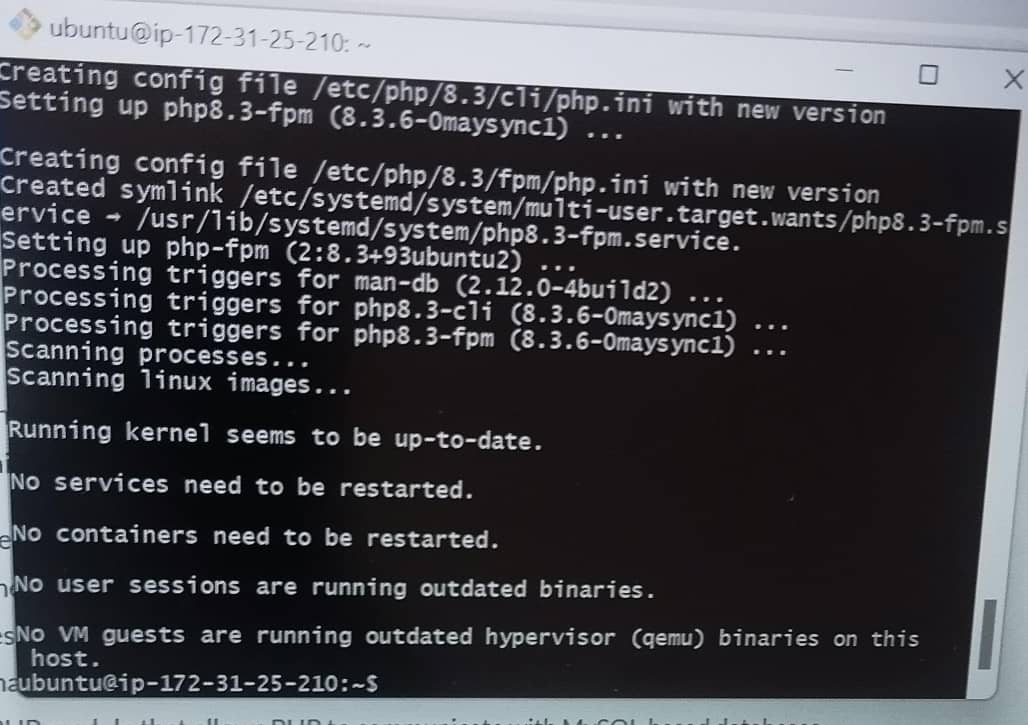 ubuntu@ip-172-31-25-210: ~
Creating config file /etc/php/8.3/cli/php.ini with new version
Setting up php8.3-fpm (8.3.6-0maysync1) ...
Creating config file /etc/php/8.3/fpm/php.ini with new version
Created symlink /etc/systemd/system/multi-user.target.wants/php8.3-fpm.s
ervice → /usr/lib/systemd/system/php8.3-fpm.service.
Setting up php-fpm (2:8.3+93ubuntu2) ...
Processing triggers for man-db (2.12.0-4build2) ...
Processing triggers for php8.3-cli (8.3.6-0maysync1) ...
Processing triggers for php8.3-fpm (8.3.6-0maysync1) ...
Scanning processes...
Scanning linux images...
Running kernel seems to be up-to-date.
No services need to be restarted.
No containers need to be restarted.
No user sessions are running outdated binaries.
No VM guests are running outdated hypervisor (qemu) binaries on this
host.
ubuntu@ip-172-31-25-210:~$